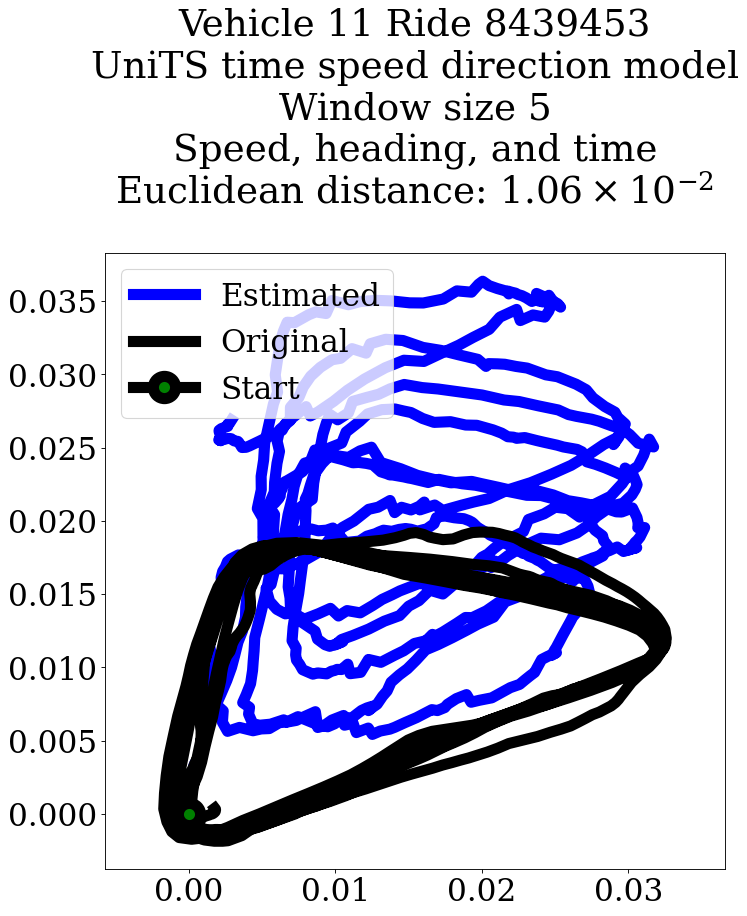 Vehicle 11 Ride 8439453
UniTS time speed direction model
Window size 5
Speed, heading, and time
Euclidean distance: 1.06 × 10⁻²
Estimated
Original
Start
0.035
0.030
0.025
0.020
0.015
0.010
0.005
0.000
0.00 0.01 0.02 0.03